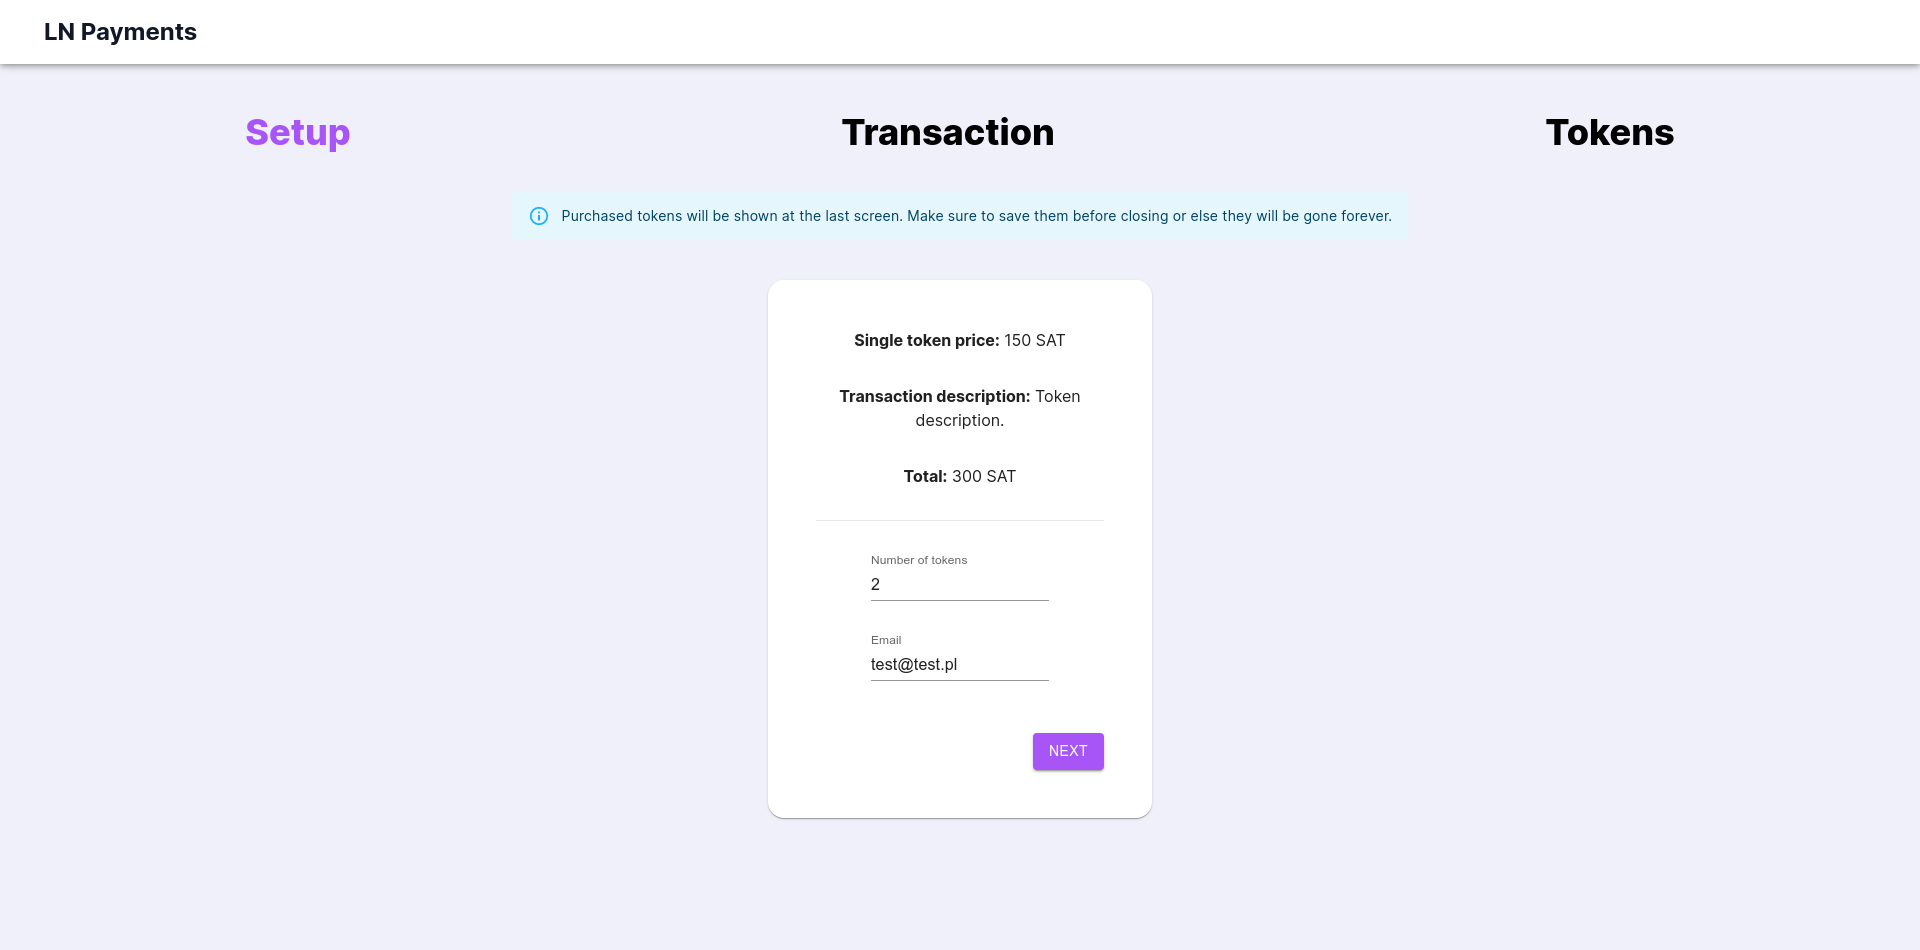 LN Payments
Setup
Transaction
Tokens
Purchased tokens will be shown at the last screen. Make sure to save them before closing or else they will be gone forever.
Single token price: 150 SAT
Transaction description: Token
description.
Total: 300 SAT
Number of tokens
2
Email
test@test.pl
NEXT